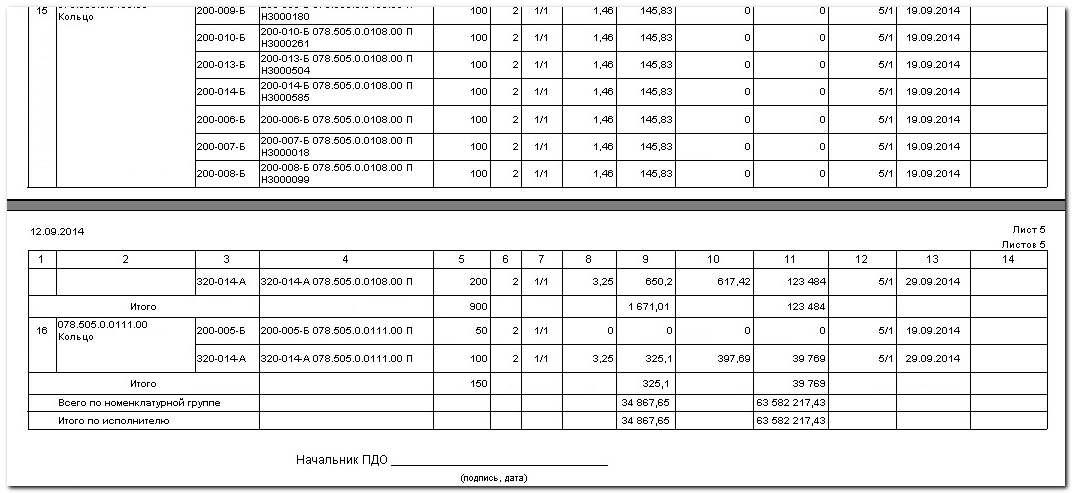 15 Кольцо 200-009-Б НЗ000180 100 2 1/1 1,46 145,83 0 0 5/1 19.09.2014
200-010-Б 200-010-Б 078.505.0.0108.00 П НЗ000261 100 2 1/1 1,46 145,83 0 0 5/1 19.09.2014
200-013-Б 200-013-Б 078.505.0.0108.00 П НЗ000504 100 2 1/1 1,46 145,83 0 0 5/1 19.09.2014
200-014-Б 200-014-Б 078.505.0.0108.00 П НЗ000585 100 2 1/1 1,46 145,83 0 0 5/1 19.09.2014
200-006-Б 200-006-Б 078.505.0.0108.00 П 100 2 1/1 1,46 145,83 0 0 5/1 19.09.2014
200-007-Б 200-007-Б 078.505.0.0108.00 П НЗ000018 100 2 1/1 1,46 145,83 0 0 5/1 19.09.2014
200-008-Б 200-008-Б 078.505.0.0108.00 П НЗ000099 100 2 1/1 1,46 145,83 0 0 5/1 19.09.2014
12.09.2014 Лист 5
Листов 5
1 2 3 4 5 6 7 8 9 10 11 12 13 14
320-014-А 320-014-А 078.505.0.0108.00 П 200 2 1/1 3,25 650,2 617,42 123 484 5/1 29.09.2014
Итого 900 1 671,01 123 484
16 078.505.0.0111.00 Кольцо 200-005-Б 200-005-Б 078.505.0.0111.00 П 50 2 1/1 0 0 0 0 5/1 19.09.2014
320-014-А 320-014-А 078.505.0.0111.00 П 100 2 1/1 3,25 325,1 397,69 39 769 5/1 29.09.2014
Итого 150 325,1 39 769
Всего по номенклатурной группе 34 867,65 63 582 217,43
Итого по исполнителю 34 867,65 63 582 217,43
Начальник ПДО
(подпись, дата)